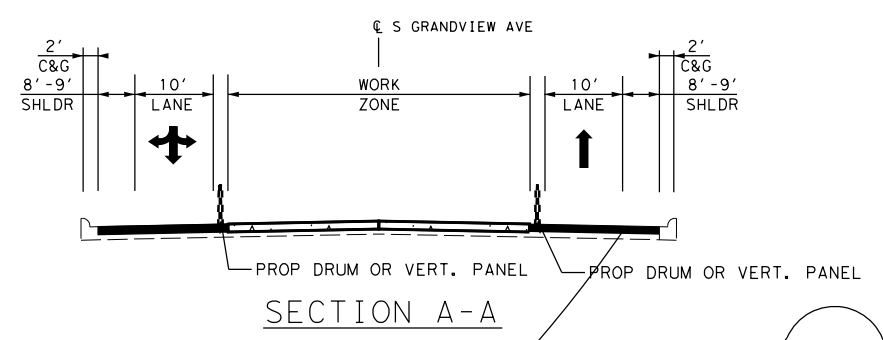 ℄ S GRANDVIEW AVE
2'
C&G
8'-9'
SHLDR
10'
LANE
WORK
ZONE
10'
LANE
2'
C&G
8'-9'
SHLDR
PROP DRUM OR VERT. PANEL
PROP DRUM OR VERT. PANEL
SECTION A-A